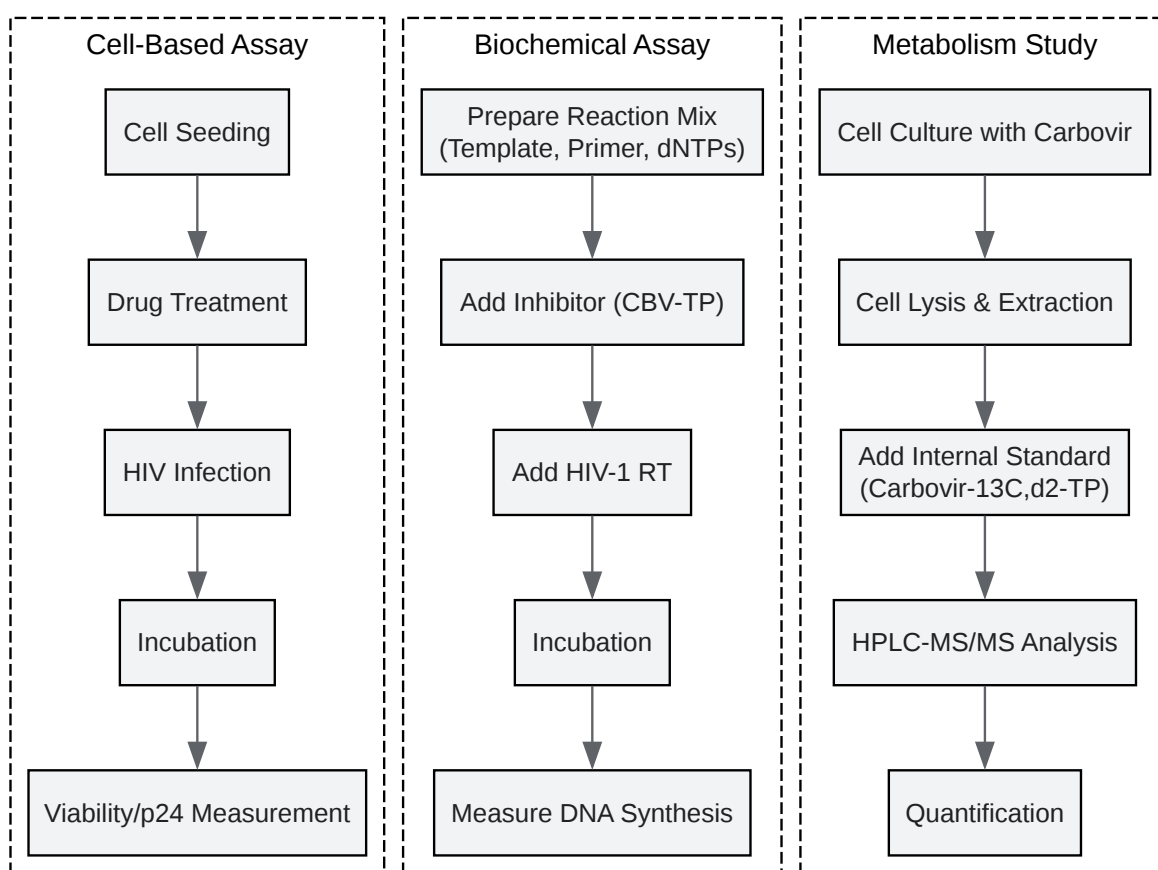 Cell-Based Assay
Cell Seeding
Drug Treatment
HIV Infection
Incubation
Viability/p24 Measurement
Biochemical Assay
Prepare Reaction Mix
(Template, Primer, dNTPs)
Add Inhibitor (CBV-TP)
Add HIV-1 RT
Incubation
Measure DNA Synthesis
Metabolism Study
Cell Culture with Carbovir
Cell Lysis & Extraction
Add Internal Standard
(Carbovir-13C,d2-TP)
HPLC-MS/MS Analysis
Quantification